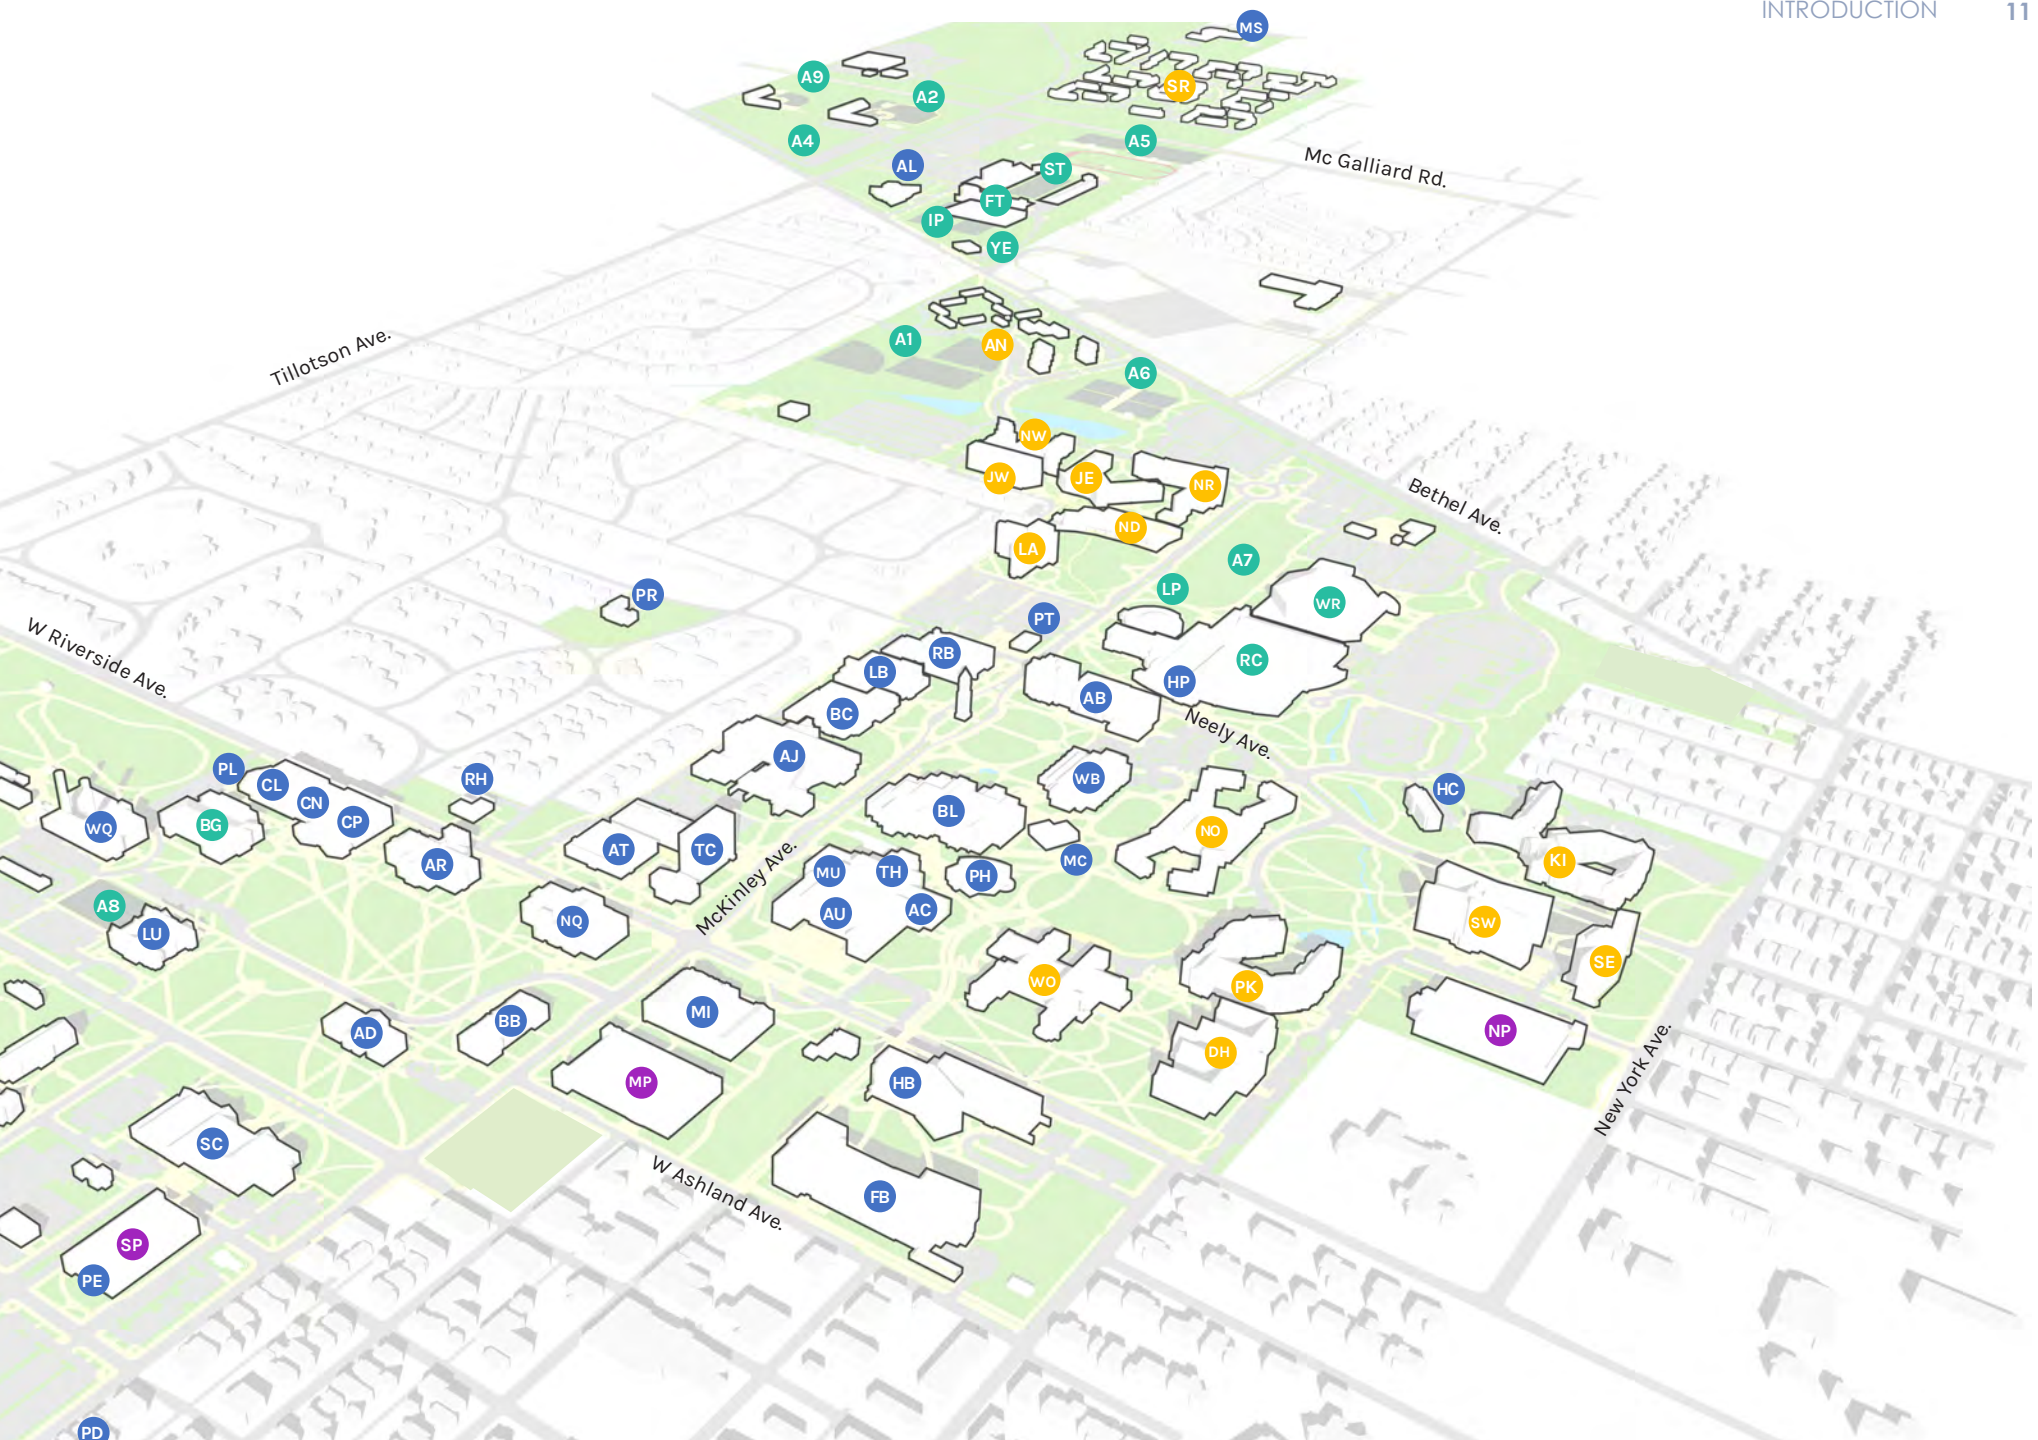 INTRODUCTION 11
MS
A9
SR
A2
A4
A5
Mc Galliard Rd.
AL
ST
FT
IP
YE
Tillotson Ave.
A1
AN
A6
NW
JW
JE
NR
Bethel Ave.
ND
LA
A7
LP
PR
WR
PT
W Riverside Ave.
RB
RC
LB
HP
AB
BC
Neely Ave.
AJ
PL
CL
RH
WB
HC
CN
BL
CP
BG
WQ
NO
AT
TC
MC
KI
AR
McKinley Ave.
MU
TH
PH
A8
AU
AC
NQ
SW
LU
SE
WO
PK
MI
BB
AD
NP
DH
New York Ave.
MP
HB
SC
W Ashland Ave.
FB
SP
PE
PD